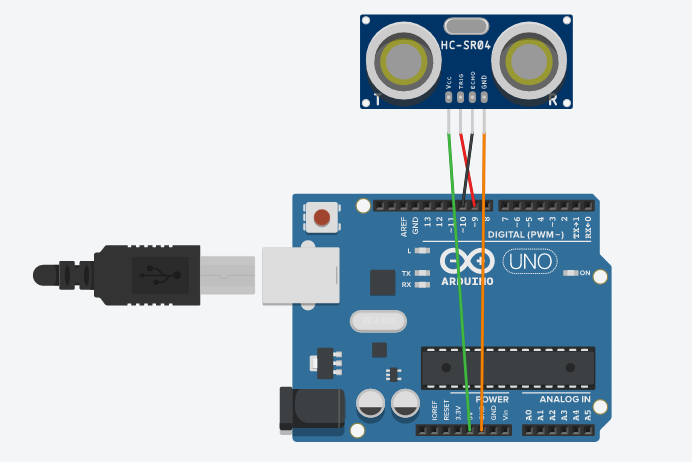 HC-SR04
VCC
TRIG
ECHO
GND
T
R
AREF
GND
13
12
~11
~10
~9
8
7
~6
~5
4
~3
2
TX→1
RX←0
DIGITAL (PWM~)
L
TX
RX
ARDUINO
UNO
ON
POWER
ANALOG IN
IOREF
RESET
3.3V
5V
GND
GND
Vin
A0
A1
A2
A3
A4
A5